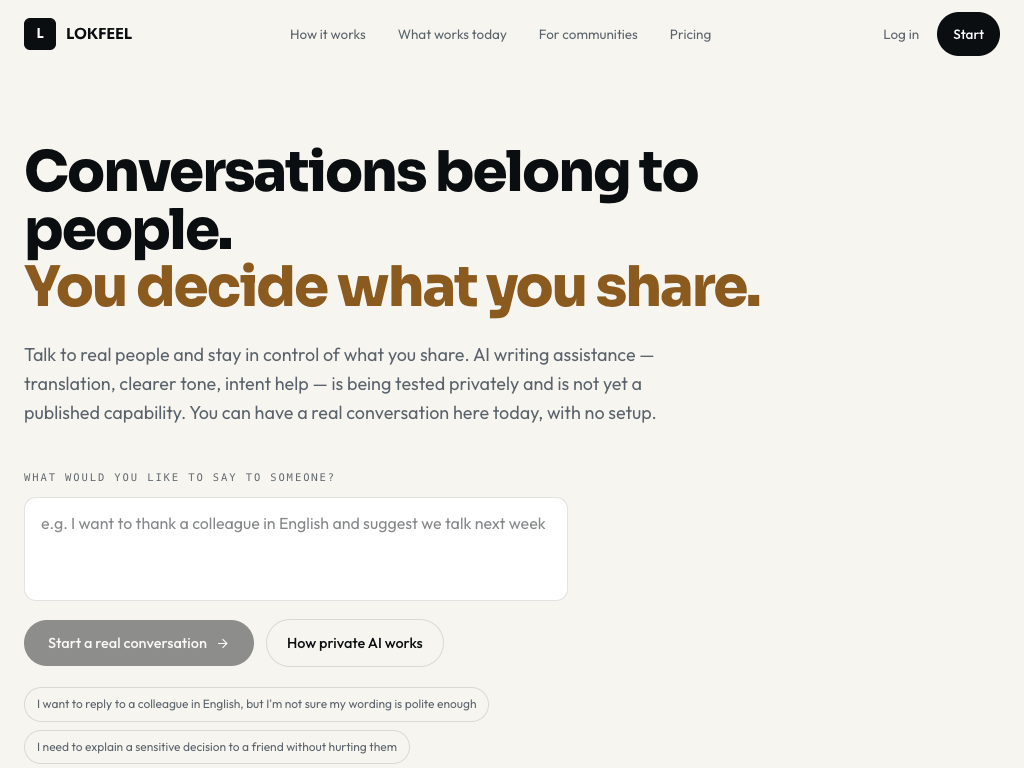 L LOKFEEL How it works What works today For communities Pricing Log in Start
Conversations belong to
people.
You decide what you share.
Talk to real people and stay in control of what you share. AI writing assistance —
translation, clearer tone, intent help — is being tested privately and is not yet a
published capability. You can have a real conversation here today, with no setup.
WHAT WOULD YOU LIKE TO SAY TO SOMEONE?
e.g. I want to thank a colleague in English and suggest we talk next week
Start a real conversation → How private AI works
I want to reply to a colleague in English, but I'm not sure my wording is polite enough
I need to explain a sensitive decision to a friend without hurting them